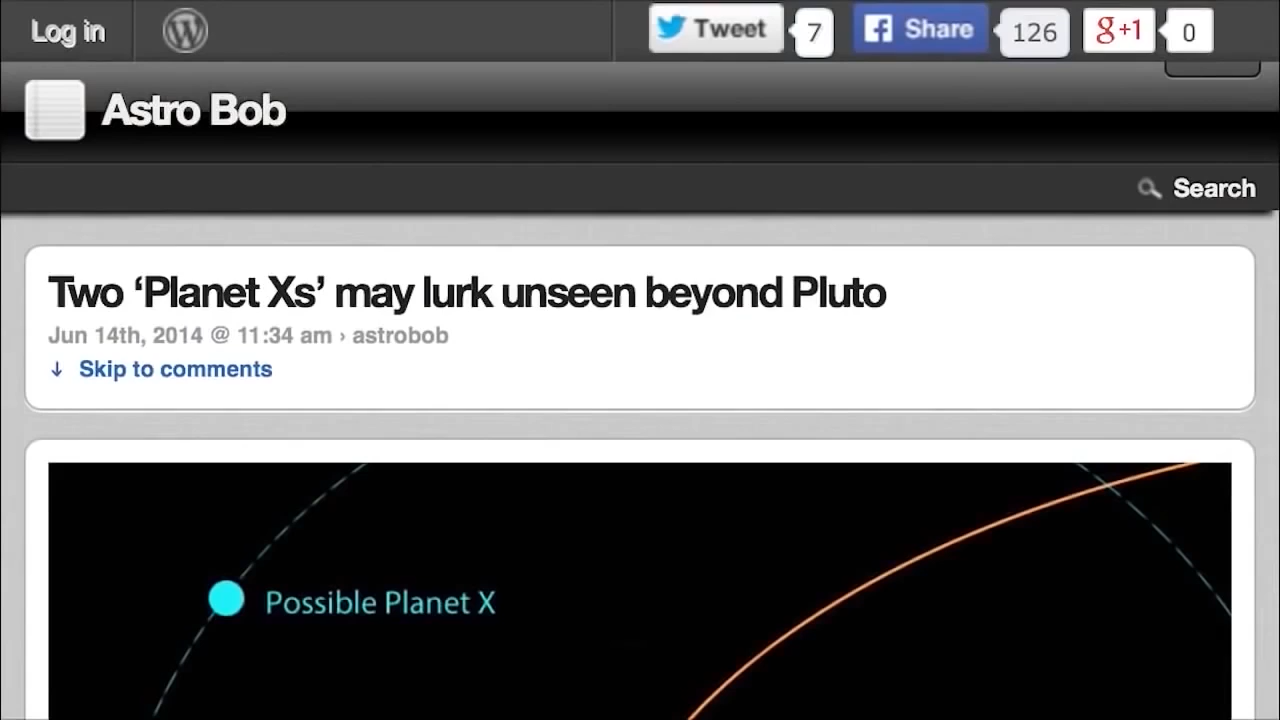 Log in
Tweet 7
Share 126
g+1 0
Astro Bob
Search
Two ‘Planet Xs’ may lurk unseen beyond Pluto
Jun 14th, 2014 @ 11:34 am › astrobob
↓ Skip to comments
Possible Planet X